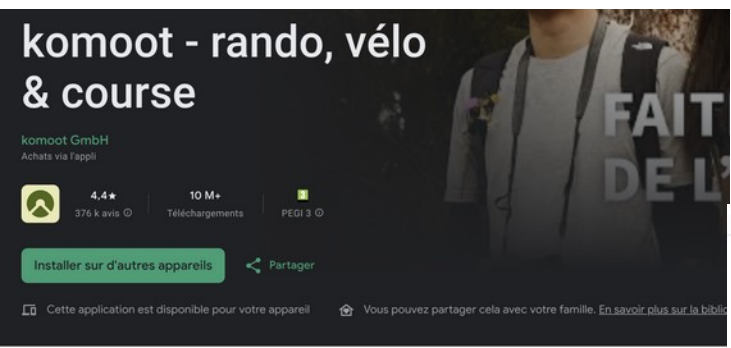 komoot - rando, vélo
& course
komoot GmbH
Achats via l'appli
4,4★
376 k avis
10 M+
Téléchargements
3
PEGI 3
Installer sur d'autres appareils
Partager
Cette application est disponible pour votre appareil
Vous pouvez partager cela avec votre famille. En savoir plus sur la
FAIT
DE L'